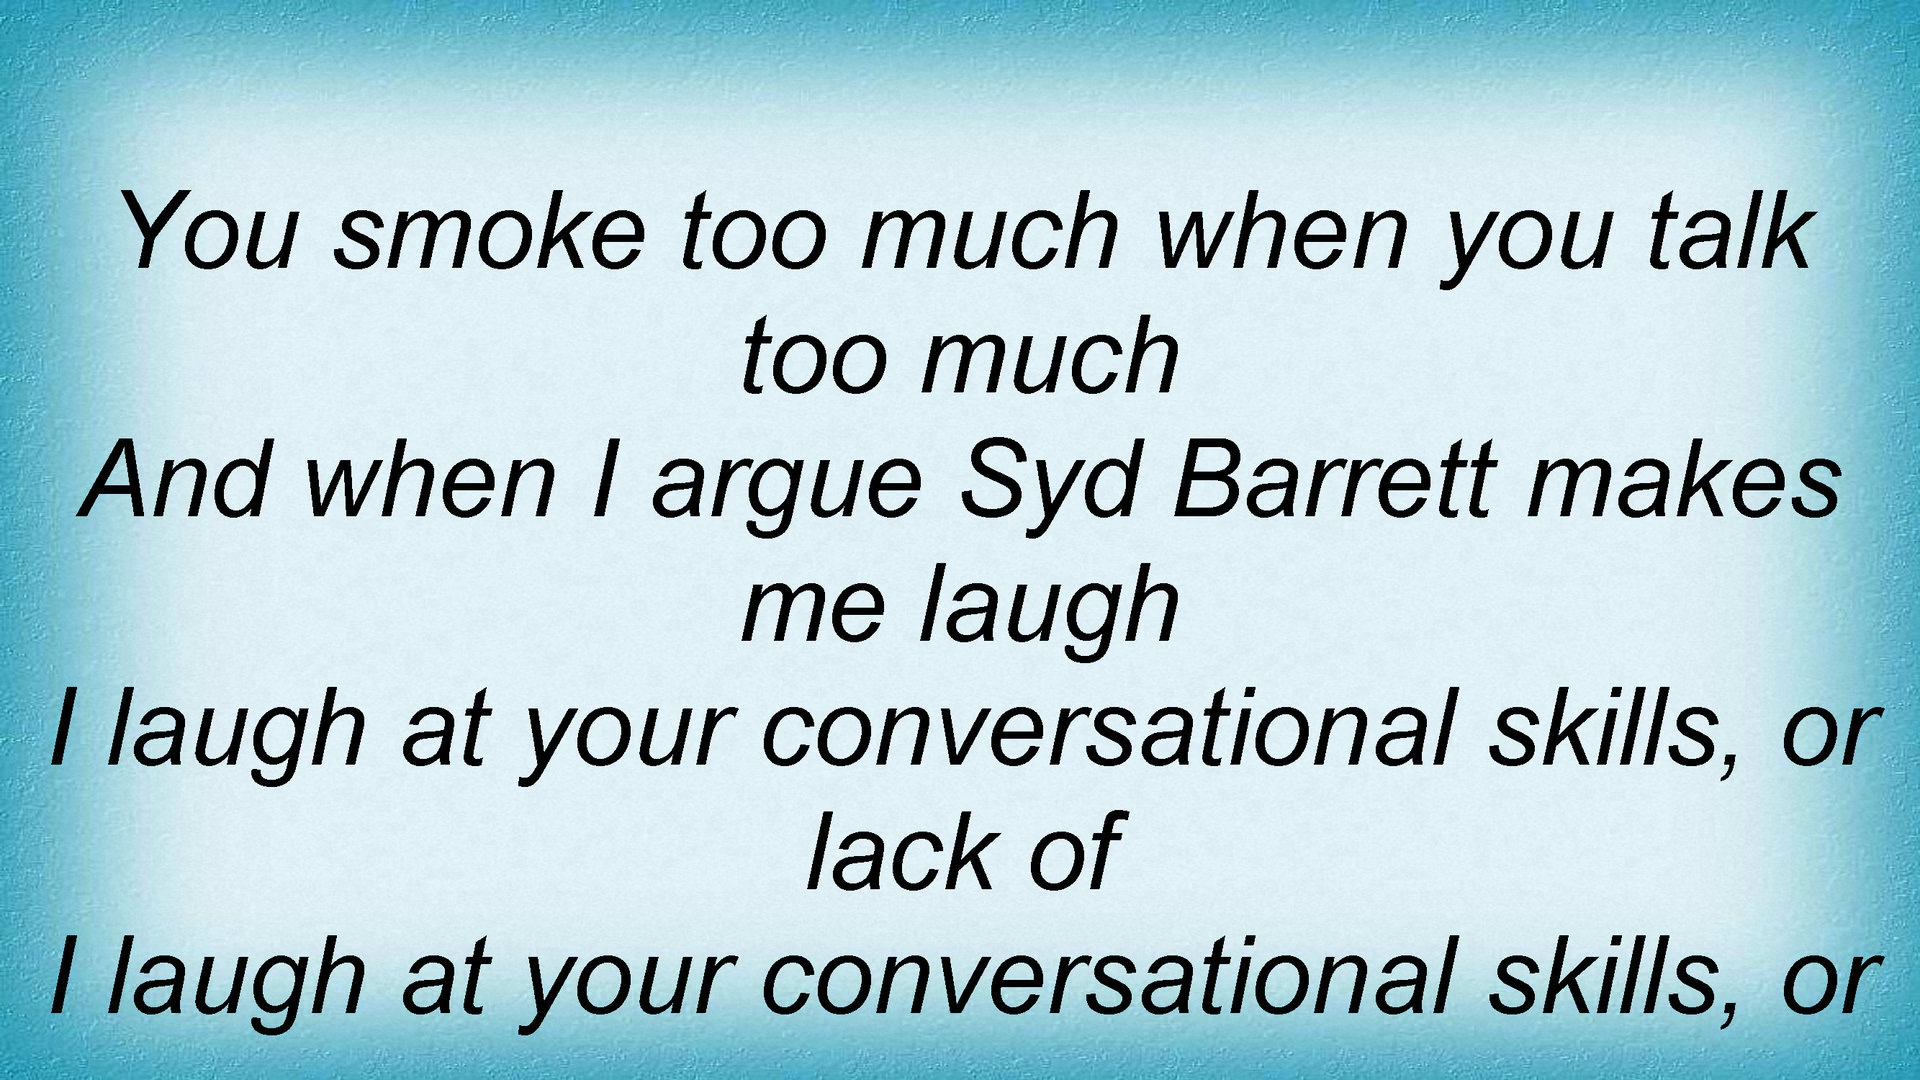 You smoke too much when you talk
too much
And when I argue Syd Barrett makes
me laugh
I laugh at your conversational skills, or
lack of
I laugh at your conversational skills, or